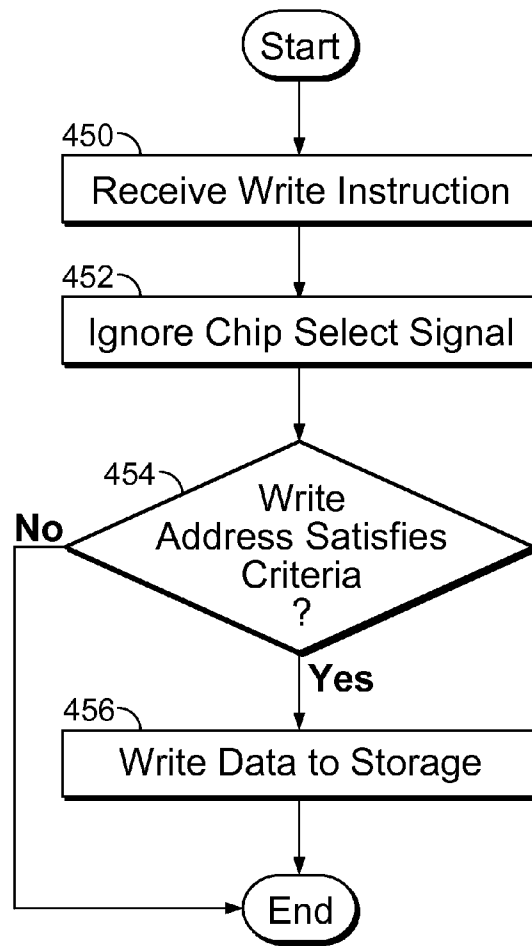 Start
450
Receive Write Instruction
452
Ignore Chip Select Signal
454
Write
Address Satisfies
Criteria
?
No
Yes
456
Write Data to Storage
End